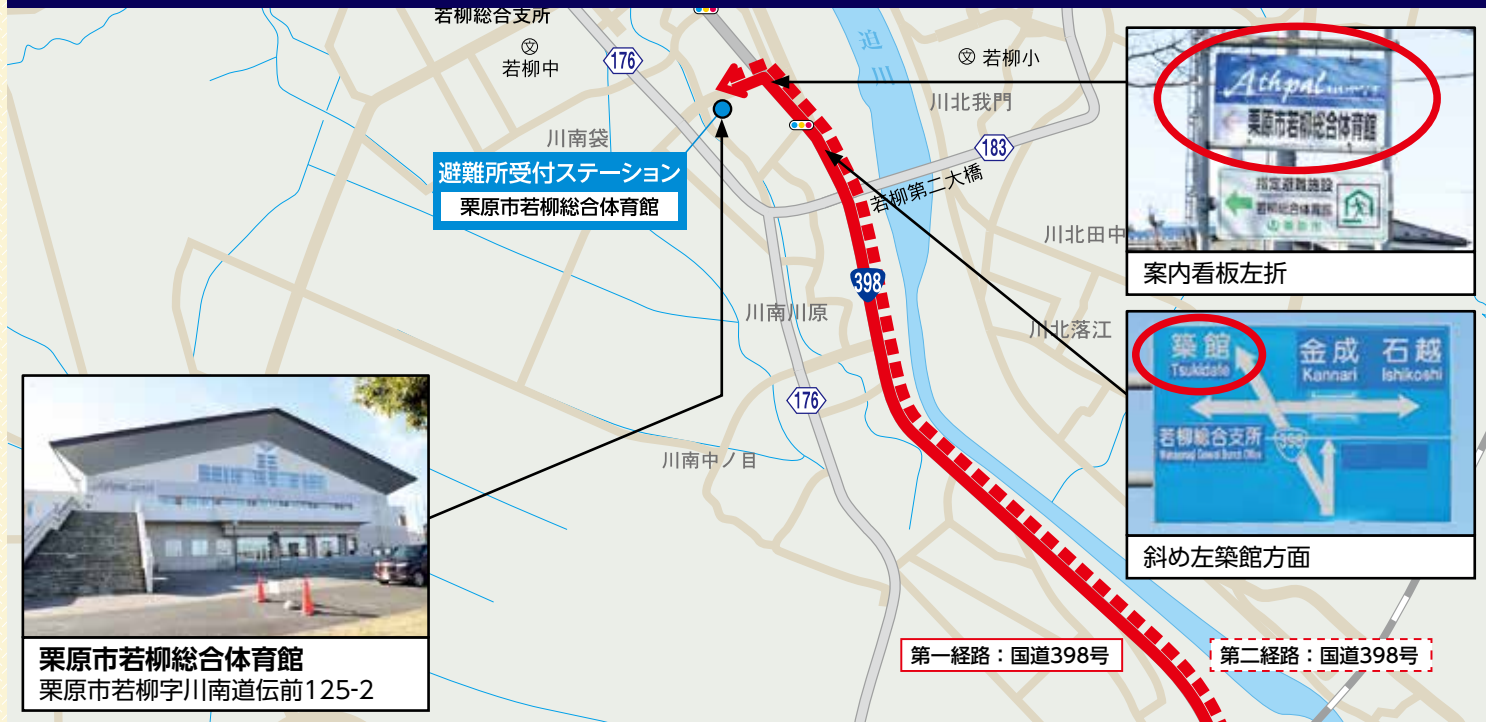 若柳総合支所
文
若柳中
176
迫川
文 若柳小
川北我門
川南袋
183
避難所受付ステーション
栗原市若柳総合体育館
若柳第二大橋
川北田中
398
川南川原
川北落江
176
川南中ノ目
Athpal
栗原市若柳総合体育館
指定避難施設
若柳総合体育館
栗原市
案内看板左折
築館
Tsukidate
金成 石越
Kannari Ishikoshi
若柳総合支所
398
斜め左築館方面
栗原市若柳総合体育館
栗原市若柳字川南道伝前125-2
第一経路：国道398号
第二経路：国道398号